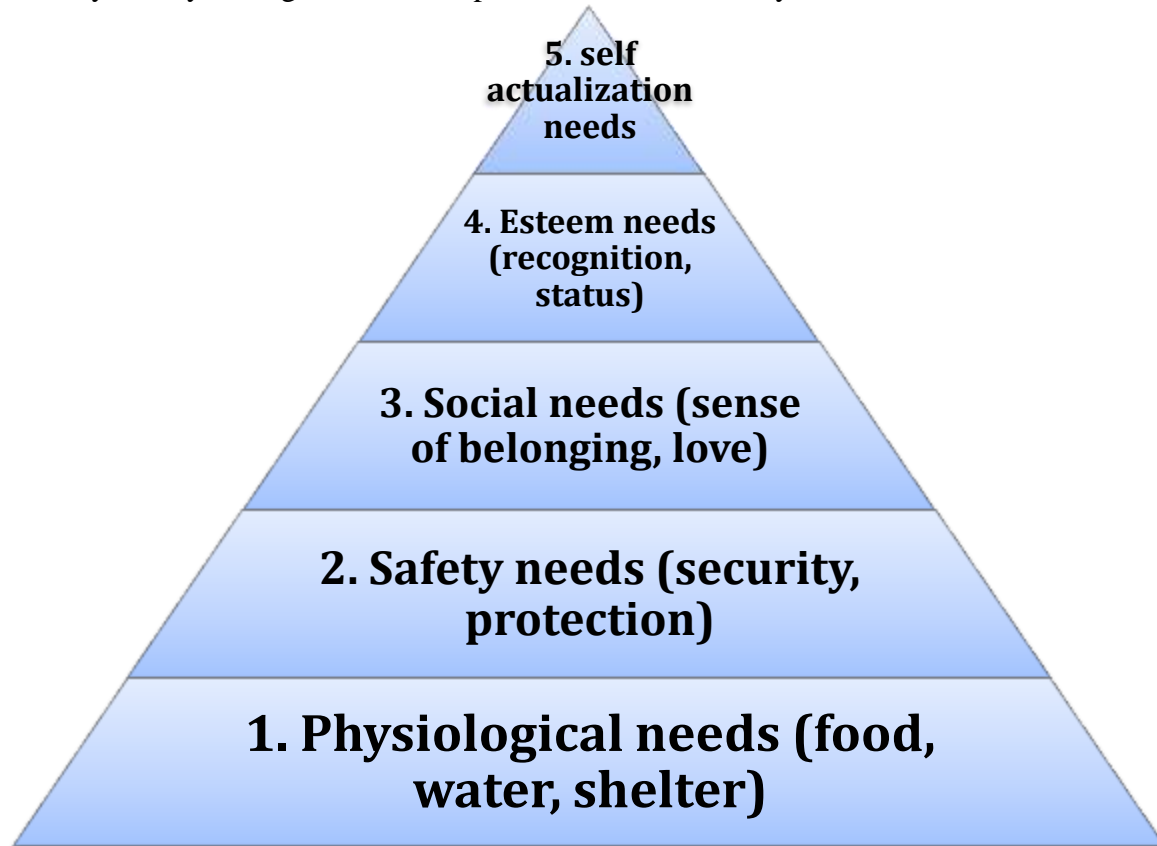 5. self
actualization
needs
4. Esteem needs
(recognition,
status)
3. Social needs (sense
of belonging, love)
2. Safety needs (security,
protection)
1. Physiological needs (food,
water, shelter)